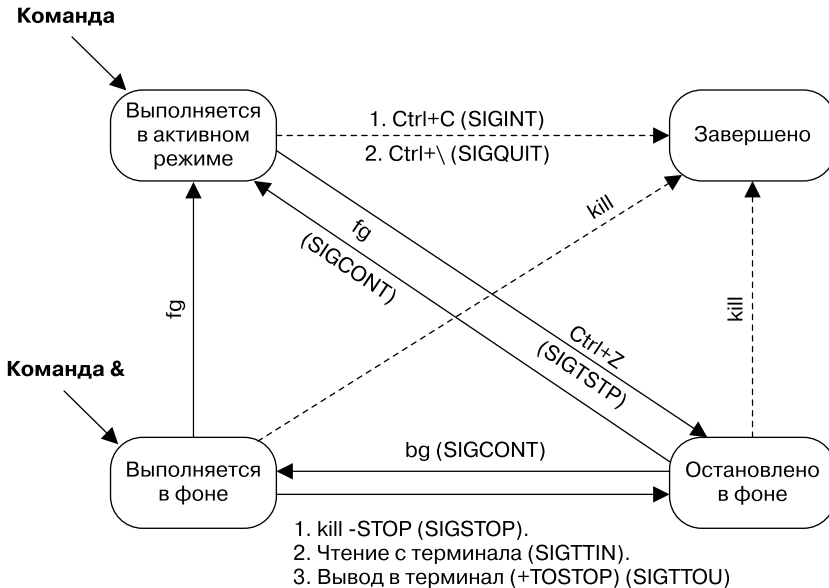 Команда
Выполняется
в активном
режиме
1. Ctrl+C (SIGINT)
2. Ctrl+\ (SIGQUIT)
Завершено
fg
(SIGCONT)
kill
fg
Ctrl+Z
(SIGTSTP)
kill
Команда &
Выполняется
в фоне
bg (SIGCONT)
Остановлено
в фоне
1. kill -STOP (SIGSTOP).
2. Чтение с терминала (SIGTTIN).
3. Вывод в терминал (+TOSTOP) (SIGTTOU)